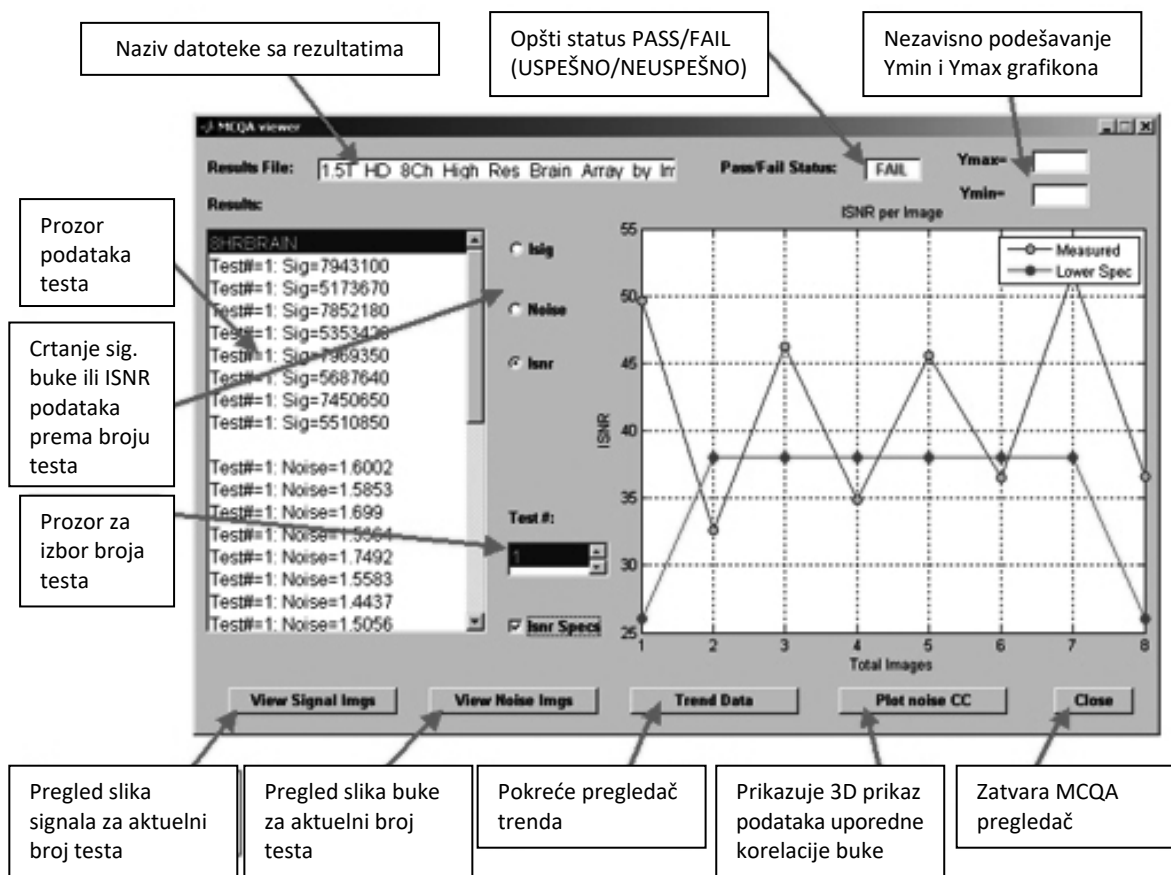 Naziv datoteke sa rezultatima
Opšti status PASS/FAIL
(USPEŠNO/NEUSPEŠNO)
Nezavisno podešavanje
Ymin i Ymax grafikona
MCQA viewer
Results File:
1.5T HD 8Ch High Res Brain Array by Im
Pass/Fail Status:
FAIL
Ymax=
Ymin=
Results:
8HRBRAIN
Test#=1: Sig=7943100
Test#=1: Sig=5173670
Test#=1: Sig=7852180
Test#=1:
Test#=1: Sig=7969350
Test#=1: Sig=5687640
Test#=1: Sig=7450650
Test#=1: Sig=5510850
Test#=1: Noise=1.6002
Test#=1: Noise=1.5853
Test#=1: Noise=1.699
Test#=1:
Test#=1: Noise=1.7492
Test#=1: Noise=1.5583
Test#=1: Noise=1.4437
Test#=1: Noise=1.5056
Isig
Noise
Isnr
Test #:
1
Isnr Specs
ISNR per Image
Measured
Lower Spec
55
50
45
40
35
30
25
ISNR
1 2 3 4 5 6 7 8
Total Images
View Signal Imgs
View Noise Imgs
Trend Data
Plot noise CC
Close
Prozor
podataka
testa
Crtanje sig.
buke ili ISNR
podataka
prema broju
testa
Prozor za
izbor broja
testa
Pregled slika
signala za aktuelni
broj testa
Pregled slika buke
za aktuelni broj
testa
Pokreće pregledač
trenda
Prikazuje 3D prikaz
podataka uporedne
korelacije buke
Zatvara MCQA
pregledač